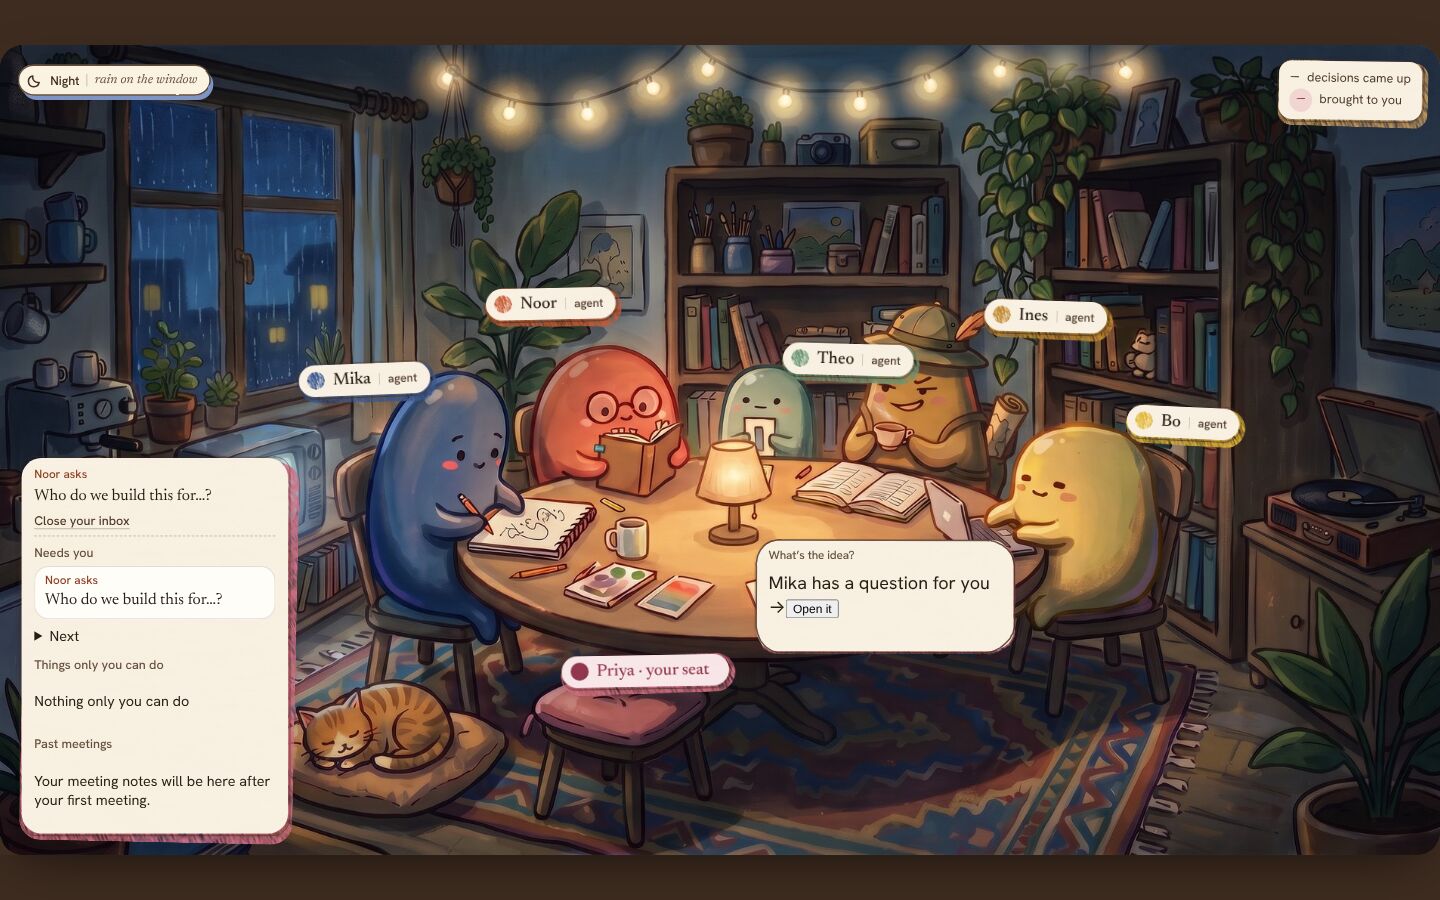 Night rain on the window
— decisions came up
— brought to you
Noor agent
Ines agent
Theo agent
Mika agent
Bo agent
Noor asks
Who do we build this for...?
Close your inbox
Needs you
Noor asks
Who do we build this for...?
▶ Next
Things only you can do
Nothing only you can do
Past meetings
Your meeting notes will be here after
your first meeting.
What's the idea?
Mika has a question for you
→ Open it
Priya · your seat